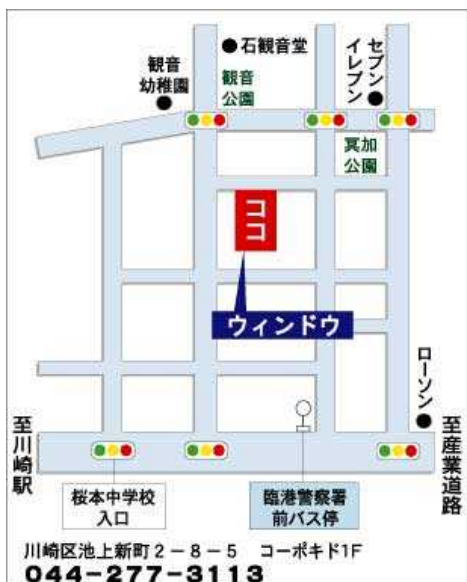 石観音堂
観音
幼稚園
観音
公園
セブン
イレブン
冥加
公園
ココ
ウィンドウ
ローソン
至川崎駅
至産業道路
桜本中学校
入口
臨港警察署
前バス停
川崎区池上新町2-8-5 コーポキド1F
044-277-3113